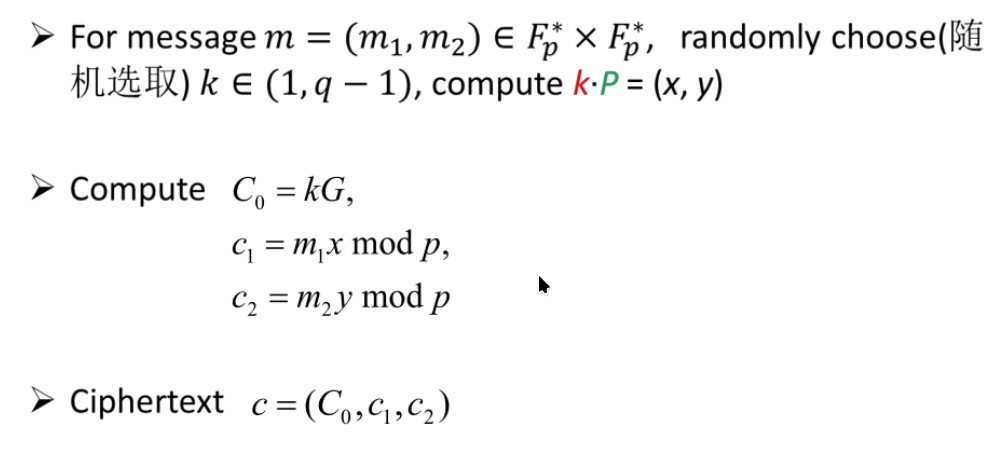 ➤ For message m = (m₁, m₂) ∈ F*ₚ × F*ₚ, randomly choose(随
机选取) k ∈ (1, q − 1), compute k·P = (x, y)
➤ Compute C₀ = kG,
c₁ = m₁x mod p,
c₂ = m₂y mod p
➤ Ciphertext c = (C₀, c₁, c₂)